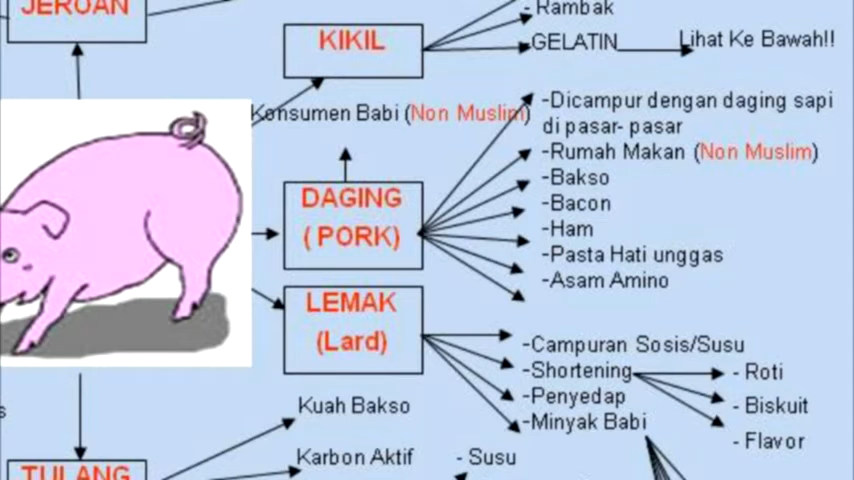 JEROAN
KIKIL
- Rambak
-GELATIN
Lihat Ke Bawah!!
Konsumen Babi (Non Muslim)
-Dicampur dengan daging sapi
di pasar- pasar
-Rumah Makan (Non Muslim)
-Bakso
-Bacon
-Ham
-Pasta Hati unggas
-Asam Amino
DAGING
( PORK)
LEMAK
(Lard)
-Campuran Sosis/Susu
-Shortening
-Penyedap
-Minyak Babi
- Roti
- Biskuit
- Flavor
Kuah Bakso
Karbon Aktif
- Susu
TULANG